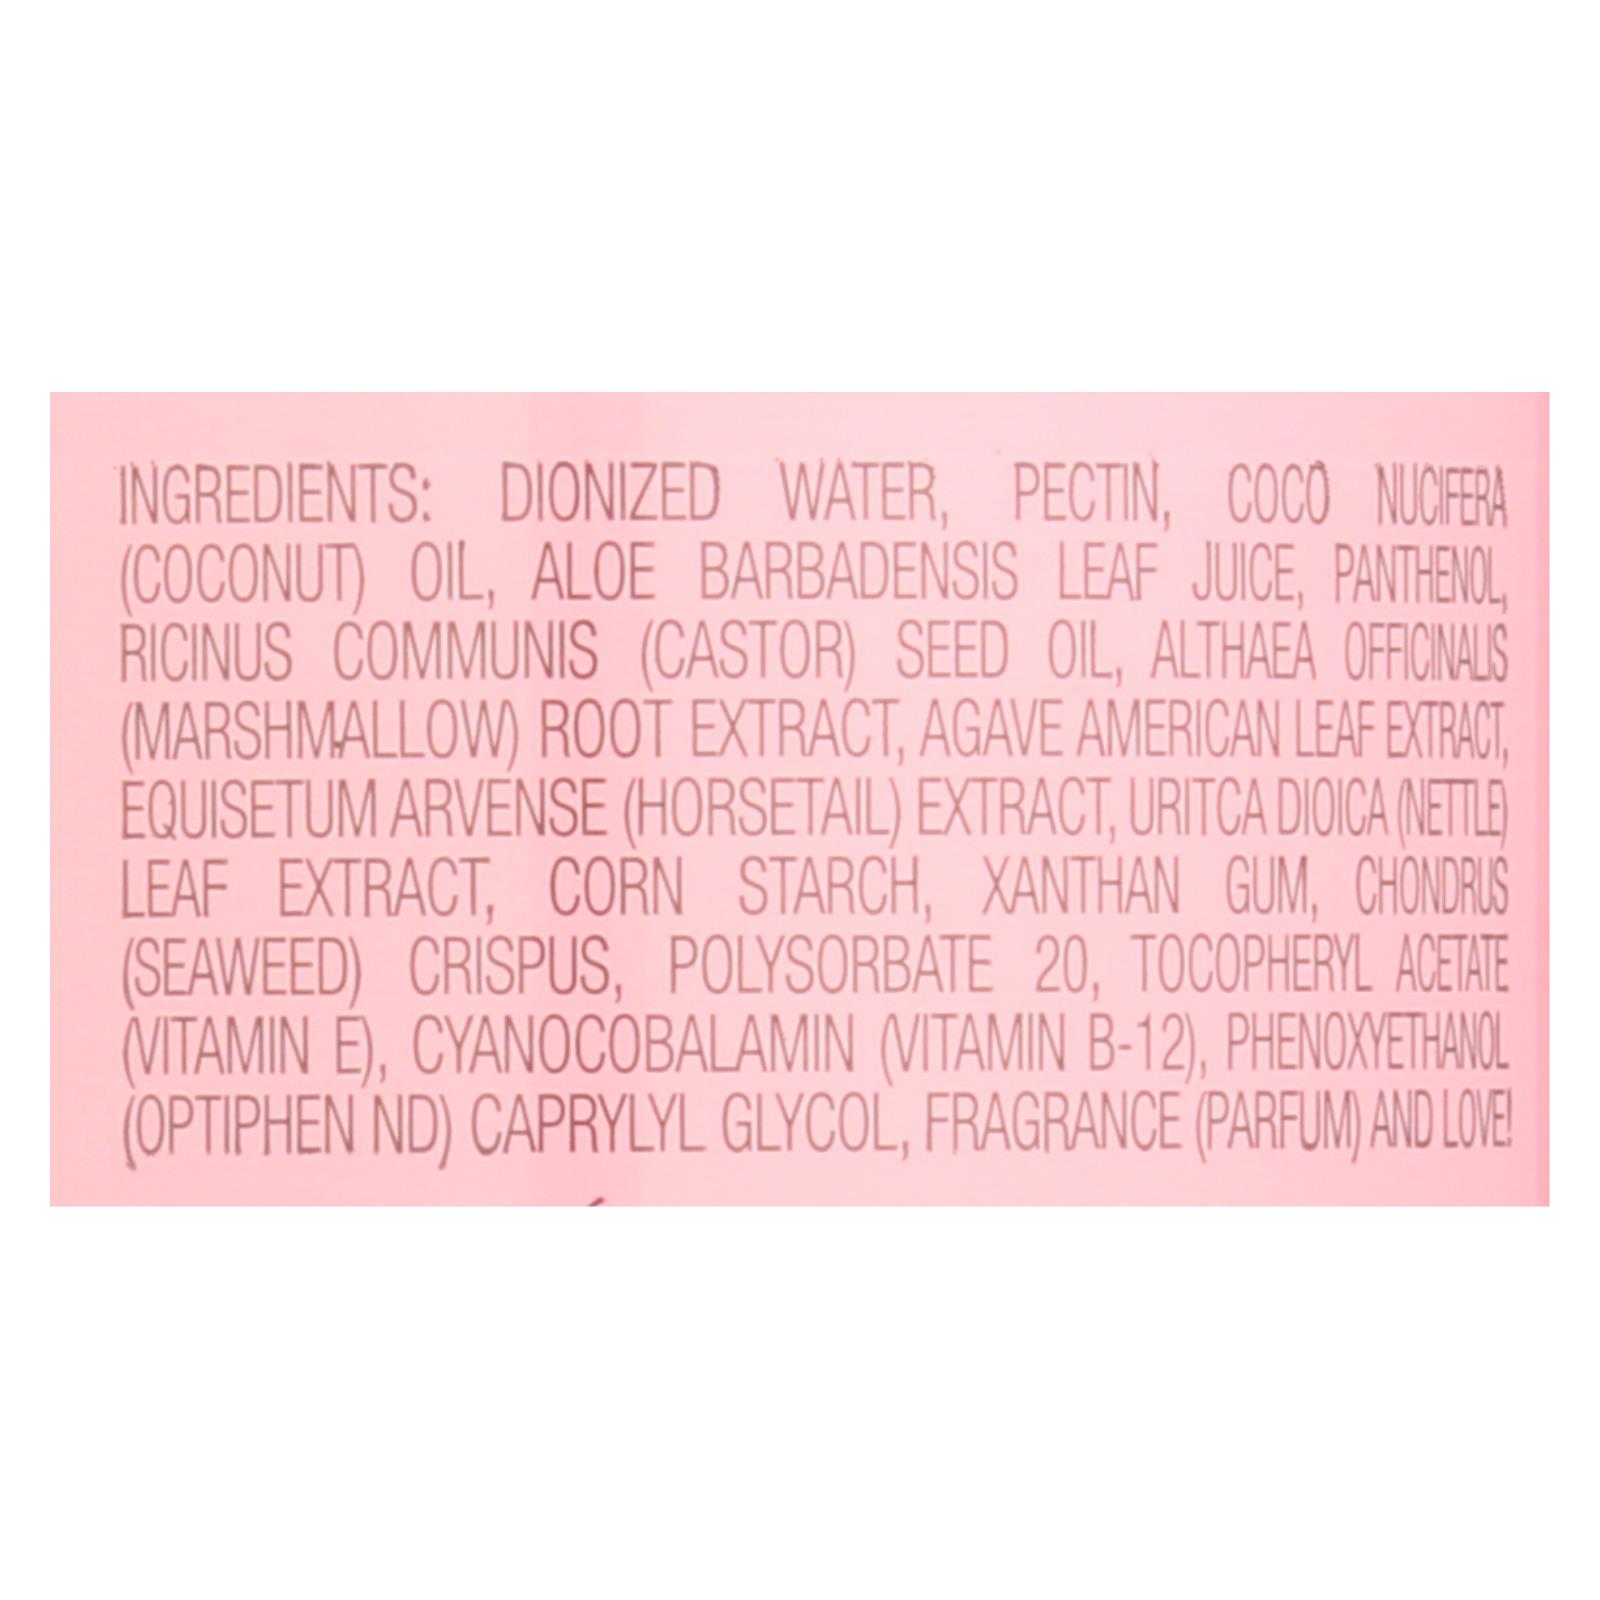 INGREDIENTS: DIONIZED WATER, PECTIN, COCO NUCIFERA
(COCONUT) OIL, ALOE BARBADENSIS LEAF JUICE, PANTHENOL,
RICINUS COMMUNIS (CASTOR) SEED OIL, ALTHAEA OFFICINALIS
(MARSHMALLOW) ROOT EXTRACT, AGAVE AMERICAN LEAF EXTRACT,
EQUISETUM ARVENSE (HORSETAIL) EXTRACT, URITCA DIOICA (NETTLE)
LEAF EXTRACT, CORN STARCH, XANTHAN GUM, CHONDRUS
(SEAWEED) CRISPUS, POLYSORBATE 20, TOCOPHERYL ACETATE
(VITAMIN E), CYANOCOBALAMIN (VITAMIN B-12), PHENOXYETHANOL
(OPTIPHEN ND) CAPRYLYL GLYCOL, FRAGRANCE (PARFUM) AND LOVE!